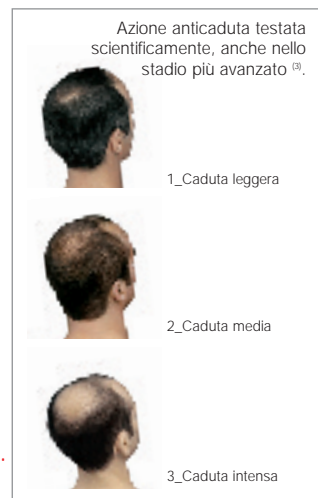 Azione anticaduta testata
scientificamente, anche nello
stadio più avanzato (3).
1_Caduta leggera
2_Caduta media
3_Caduta intensa